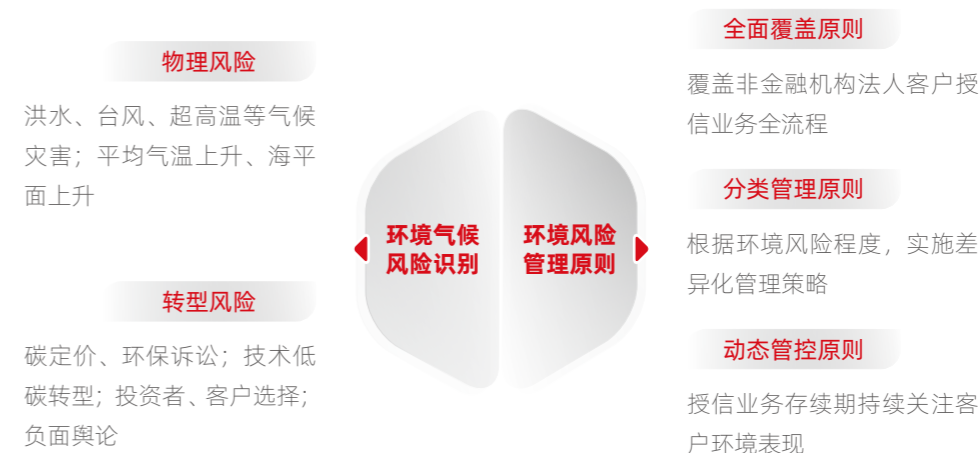 物理风险
洪水、台风、超高温等气候
灾害；平均气温上升、海平
面上升
转型风险
碳定价、环保诉讼；技术低
碳转型；投资者、客户选择；
负面舆论
环境气候
风险识别
环境风险
管理原则
全面覆盖原则
覆盖非金融机构法人客户授
信业务全流程
分类管理原则
根据环境风险程度，实施差
异化管理策略
动态管控原则
授信业务存续期持续关注客
户环境表现